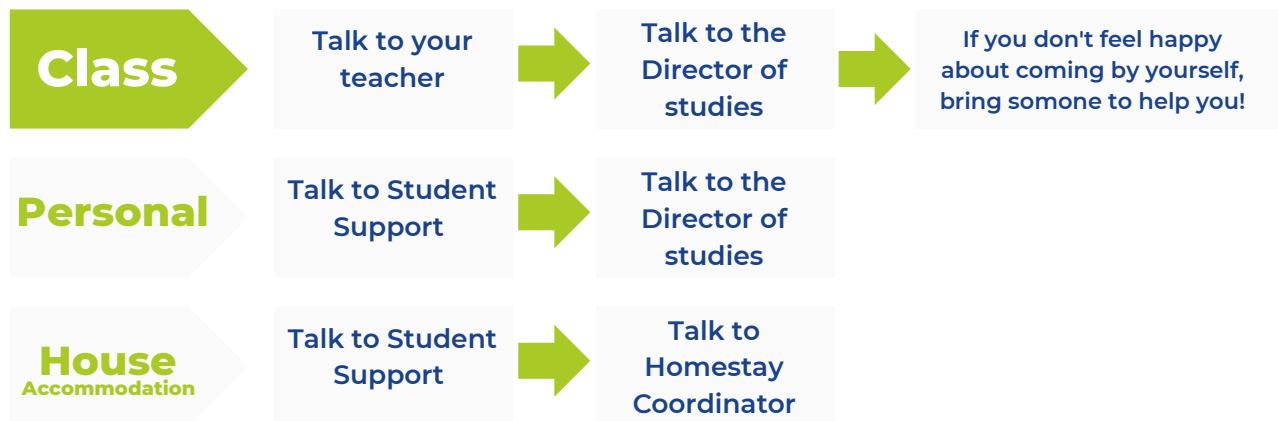 Class
Talk to your
teacher
Talk to the
Director of
studies
If you don't feel happy
about coming by yourself,
bring somone to help you!
Personal
Talk to Student
Support
Talk to the
Director of
studies
House
Accommodation
Talk to Student
Support
Talk to
Homestay
Coordinator